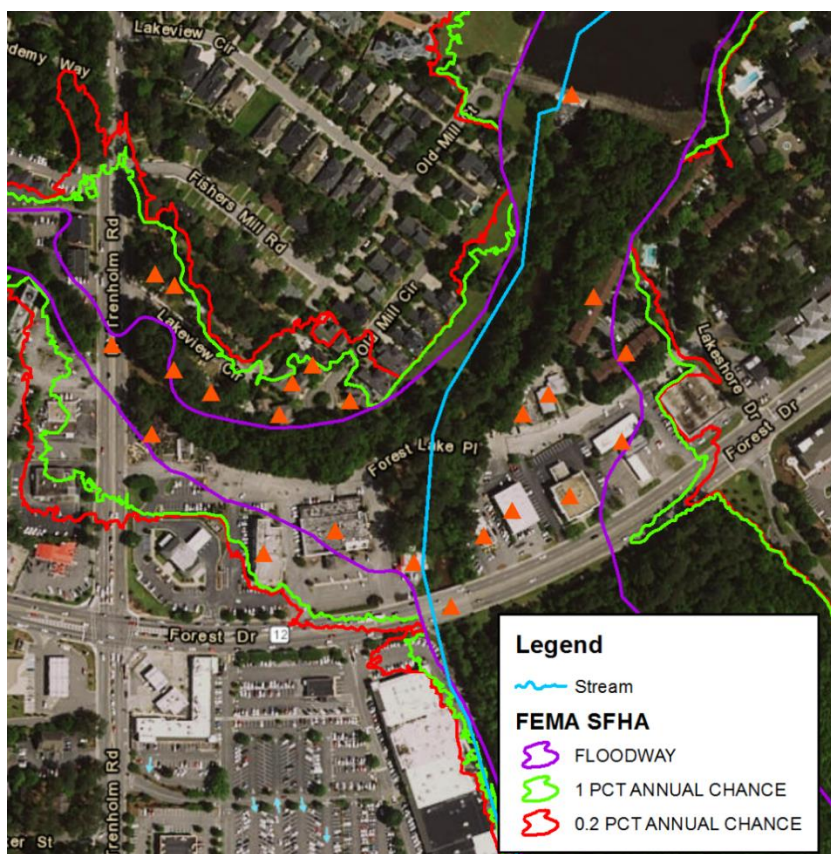 Lakeview Cir
demy Way
Old Mill
Fishers Mill Rd
Trenholm Rd
Old Mill Cir
Lakeview Cir
Lakeshore Dr
Forest Dr
Forest Lake Pl
Forest Dr
12
Trenholm Rd
ker St
Legend
Stream
FEMA SFHA
FLOODWAY
1 PCT ANNUAL CHANCE
0.2 PCT ANNUAL CHANCE